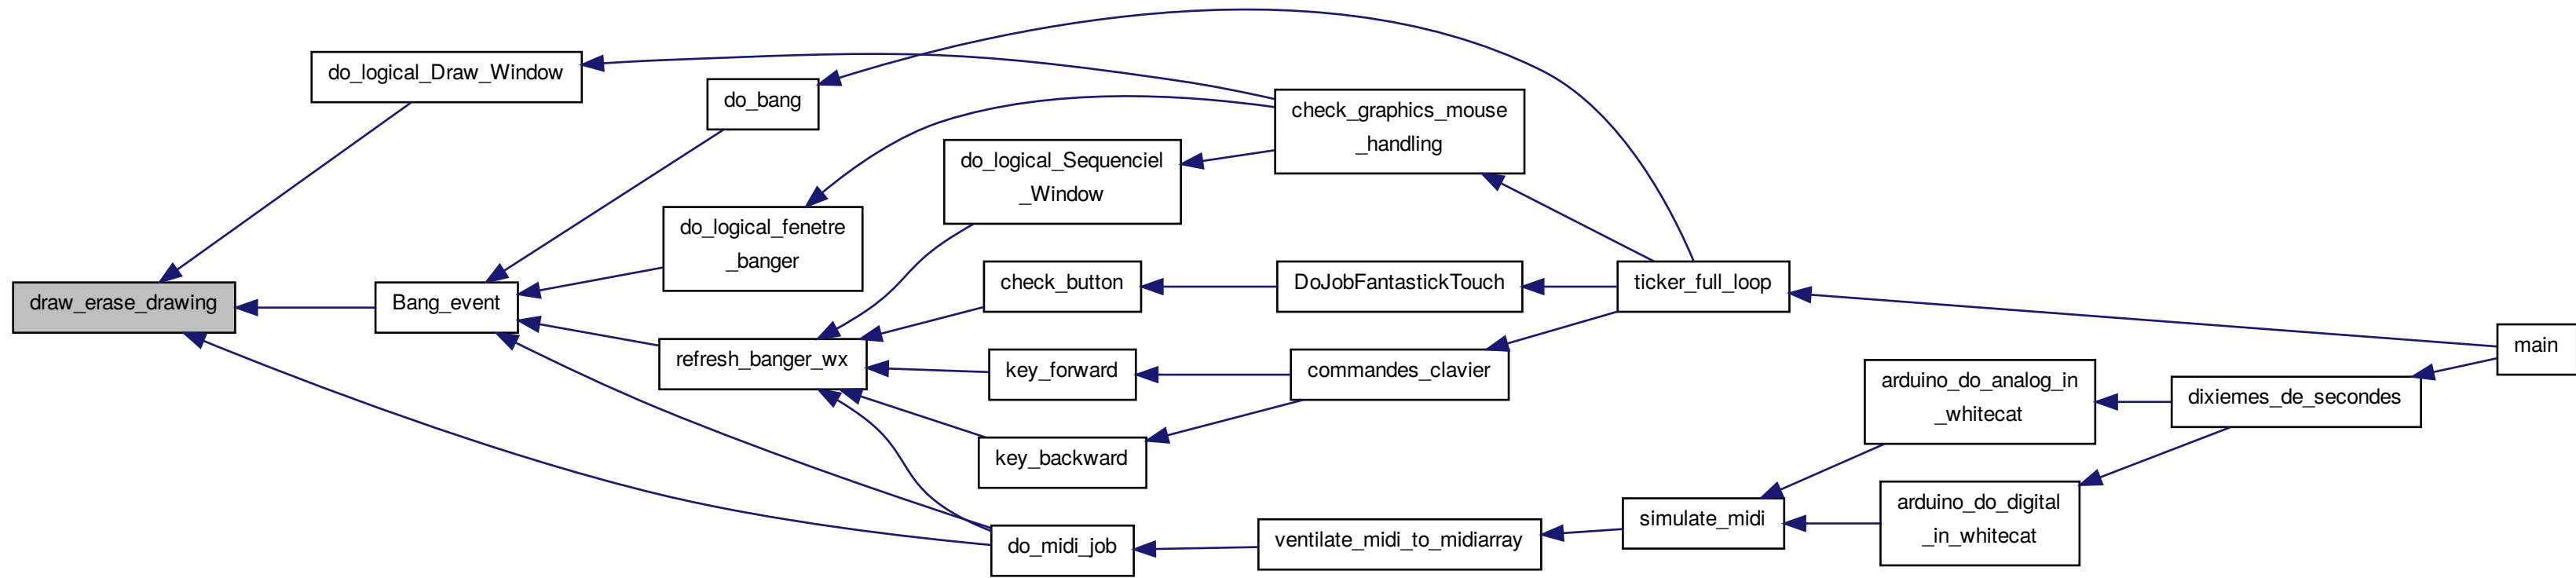 do_logical_Draw_Window
do_bang
check_graphics_mouse
_handling
do_logical_Sequenciel
_Window
do_logical_fenetre
_banger
draw_erase_drawing
Bang_event
check_button
DoJobFantastickTouch
ticker_full_loop
main
refresh_banger_wx
key_forward
commandes_clavier
arduino_do_analog_in
_whitecat
dixiemes_de_secondes
key_backward
simulate_midi
arduino_do_digital
_in_whitecat
do_midi_job
ventilate_midi_to_midiarray